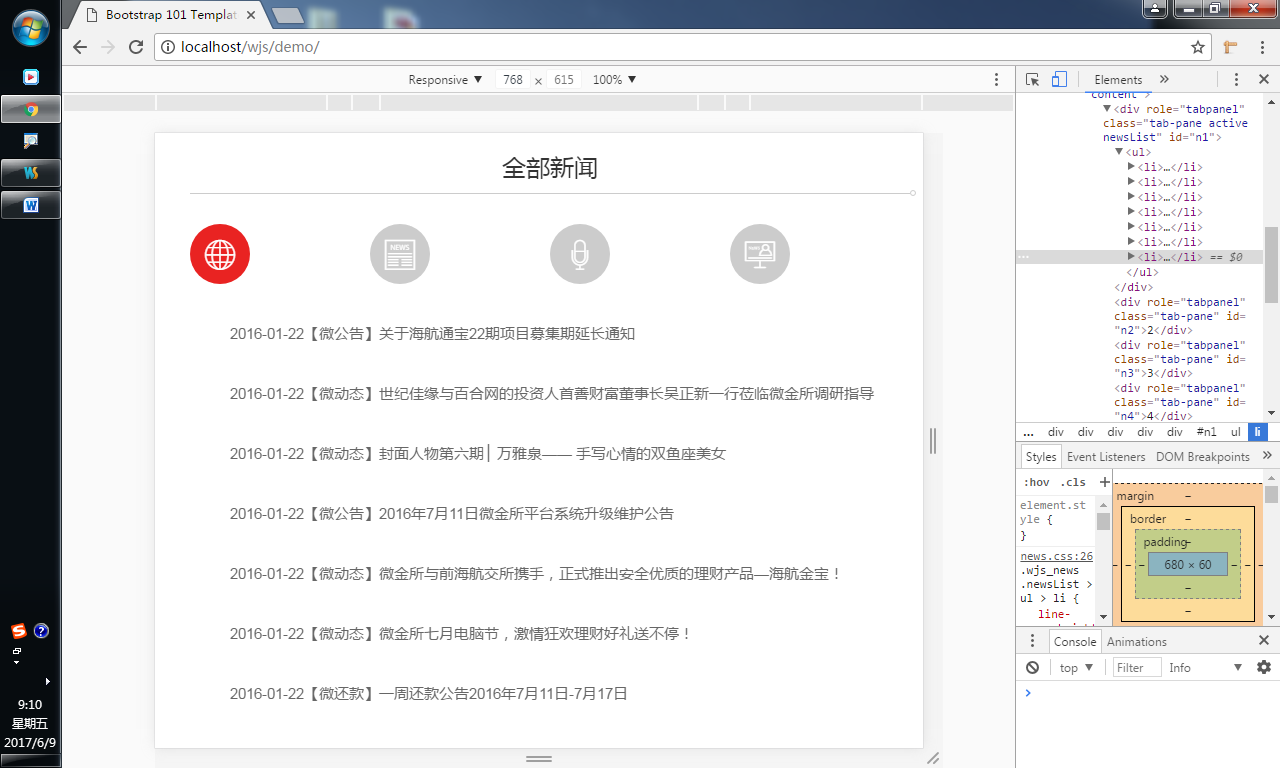 Bootstrap 101 Templat
localhost/wjs/demo/
Responsive ▼ 768 × 615 100% ▼
全部新闻
NEWS
2016-01-22【微公告】关于海航通宝22期项目募集期延长通知
2016-01-22【微动态】世纪佳缘与百合网的投资人首善财富董事长吴正新一行莅临微金所调研指导
2016-01-22【微动态】封面人物第六期│ 万雅泉—— 手写心情的双鱼座美女
2016-01-22【微公告】2016年7月11日微金所平台系统升级维护公告
2016-01-22【微动态】微金所与前海航交所携手，正式推出安全优质的理财产品—海航金宝！
2016-01-22【微动态】微金所七月电脑节，激情狂欢理财好礼送不停！
2016-01-22【微还款】一周还款公告2016年7月11日-7月17日
Elements »
content">
▼<div role="tabpanel"
class="tab-pane active
newsList" id="n1">
▼<ul>
▶<li>…</li>
▶<li>…</li>
▶<li>…</li>
▶<li>…</li>
▶<li>…</li>
▶<li>…</li>
▶<li>…</li> == $0
</ul>
</div>
<div role="tabpanel"
class="tab-pane" id=
"n2">2</div>
<div role="tabpanel"
class="tab-pane" id=
"n3">3</div>
<div role="tabpanel"
class="tab-pane" id=
"n4">4</div>
... div div div div div #n1 ul li
Styles Event Listeners DOM Breakpoints »
:hov .cls +
element.st
yle {
}
news.css:26
.wjs_news
.newsList >
ul > li {
line-
margin –
border –
padding –
680 × 60
–
–
–
Console Animations
top ▼ Filter Info ▼
>
9:10
星期五
2017/6/9